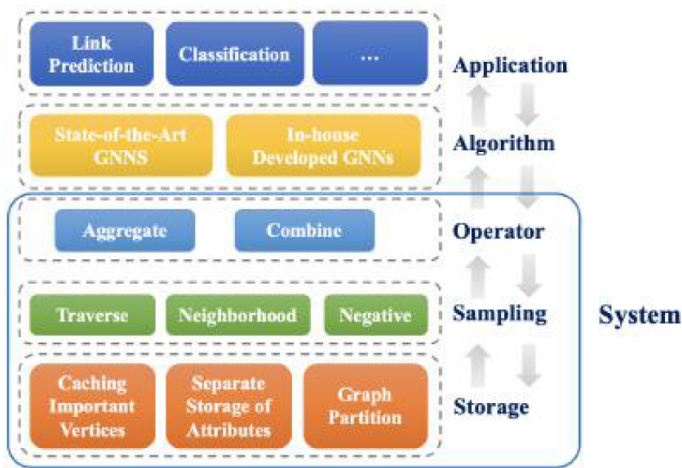 Link
Prediction
Classification
...
Application
State-of-the-Art
GNNS
In-house
Developed GNNs
Algorithm
Aggregate
Combine
Operator
Traverse
Neighborhood
Negative
Sampling
System
Caching
Important
Vertices
Separate
Storage of
Attributes
Graph
Partition
Storage